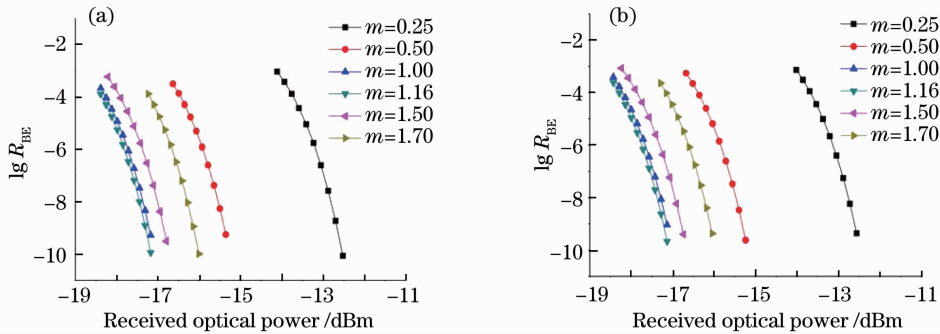 (a)
m=0.25
m=0.50
m=1.00
m=1.16
m=1.50
m=1.70
lg R_BE
−2
−4
−6
−8
−10
−19 −17 −15 −13 −11
Received optical power /dBm
(b)
m=0.25
m=0.50
m=1.00
m=1.16
m=1.50
m=1.70
lg R_BE
−2
−4
−6
−8
−10
−19 −17 −15 −13 −11
Received optical power /dBm